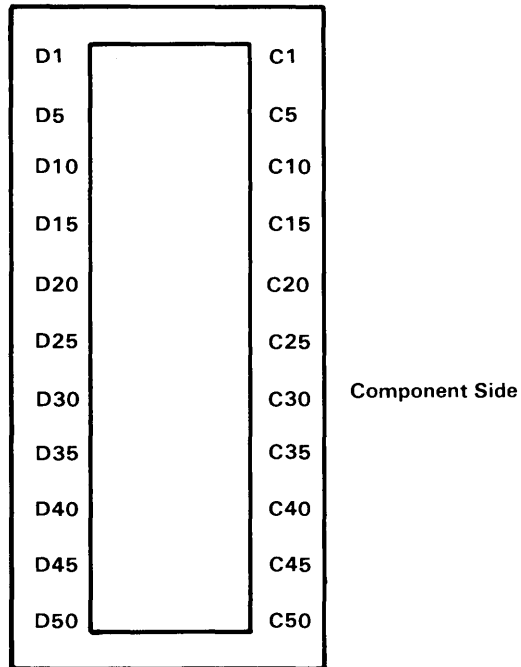 D1 C1
D5 C5
D10 C10
D15 C15
D20 C20
D25 C25
D30 C30 Component Side
D35 C35
D40 C40
D45 C45
D50 C50